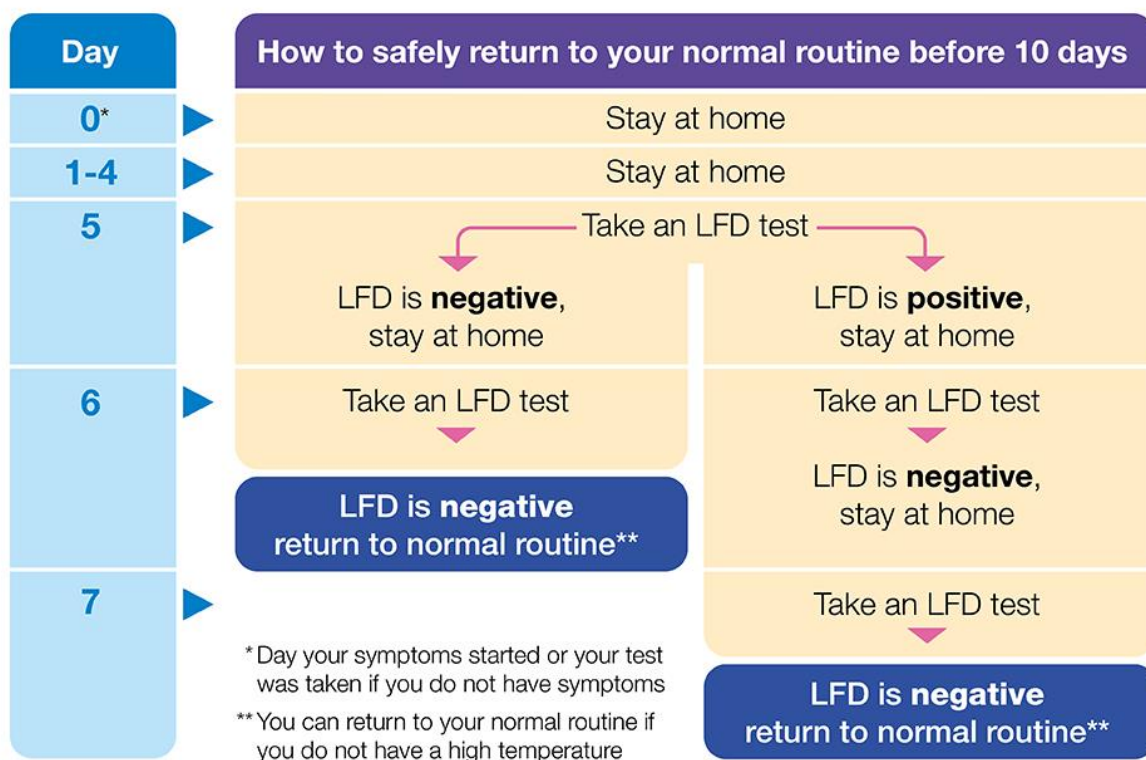 Day
How to safely return to your normal routine before 10 days
0*
Stay at home
1-4
Stay at home
5
Take an LFD test
LFD is negative,
stay at home
LFD is positive,
stay at home
6
Take an LFD test
LFD is negative
return to normal routine**
Take an LFD test
LFD is negative,
stay at home
7
Take an LFD test
LFD is negative
return to normal routine**
* Day your symptoms started or your test
was taken if you do not have symptoms
** You can return to your normal routine if
you do not have a high temperature